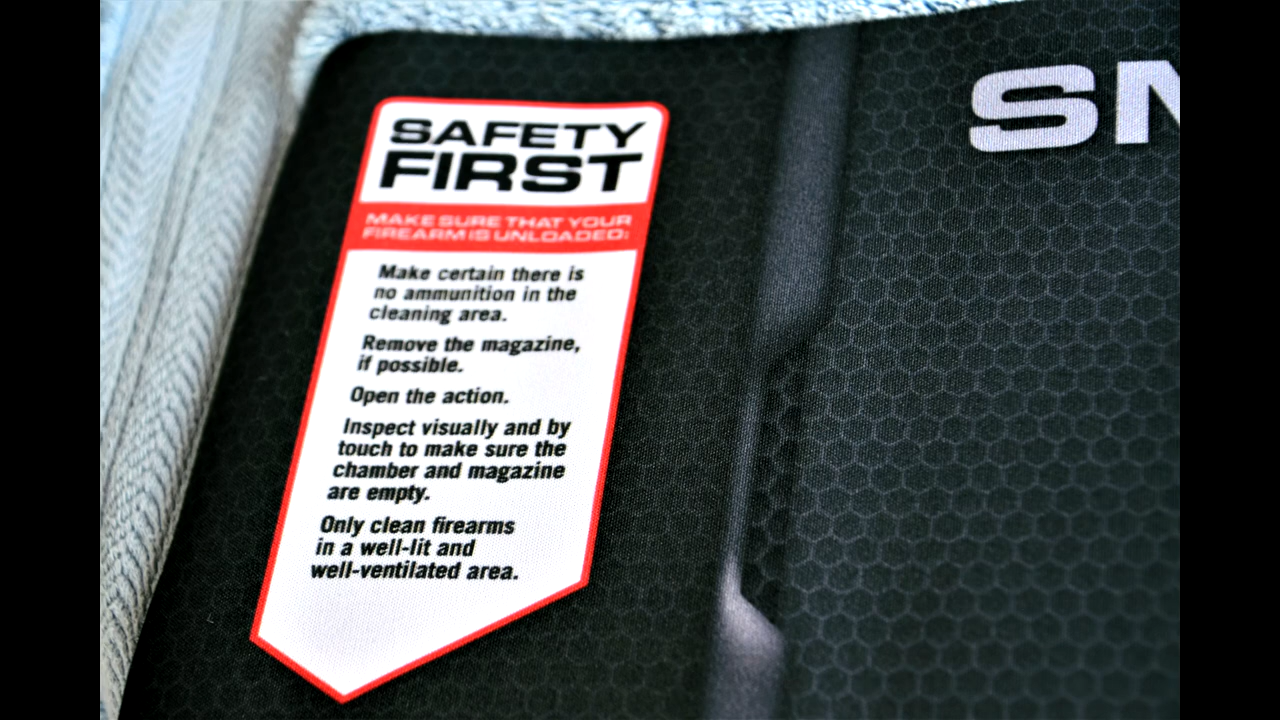 SAFETY
FIRST
MAKE SURE THAT YOUR
FIREARM IS UNLOADED:
Make certain there is
no ammunition in the
cleaning area.
Remove the magazine,
if possible.
Open the action.
Inspect visually and by
touch to make sure the
chamber and magazine
are empty.
Only clean firearms
in a well-lit and
well-ventilated area.